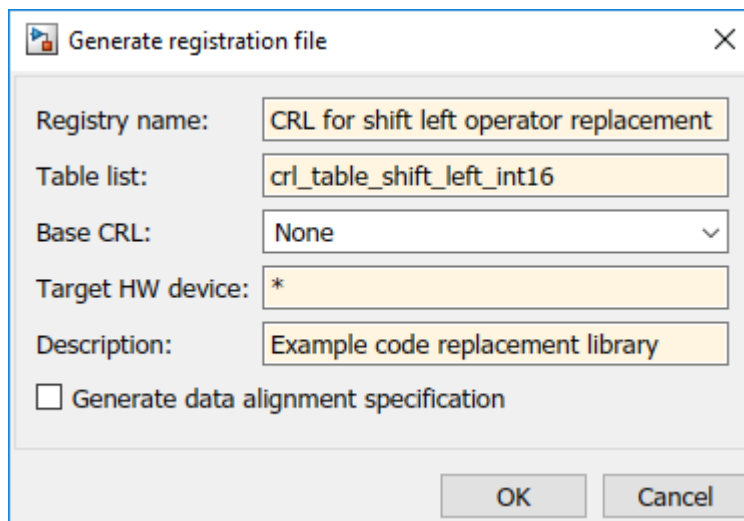 Generate registration file
Registry name: CRL for shift left operator replacement
Table list: crl_table_shift_left_int16
Base CRL: None
Target HW device: *
Description: Example code replacement library
Generate data alignment specification
OK Cancel